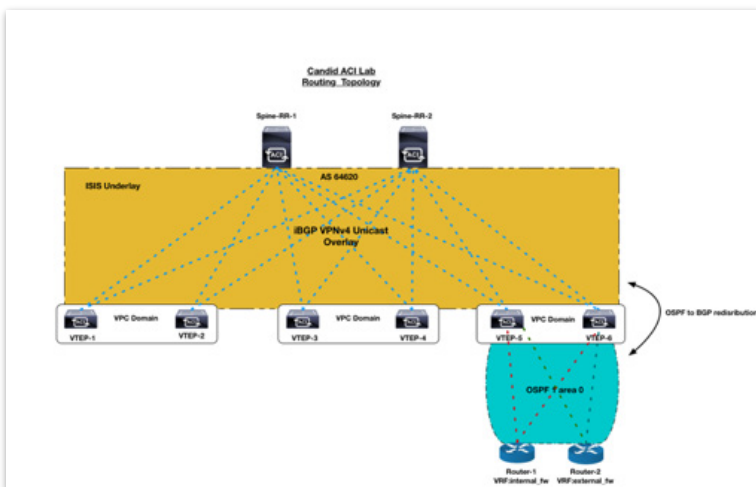 Candid ACI Lab
Routing Topology
Spine-RR-1
Spine-RR-2
ACI
ACI
AS 64620
ISIS Underlay
iBGP VPNv4 Unicast
Overlay
VPC Domain
VPC Domain
VPC Domain
VTEP-1
VTEP-2
VTEP-3
VTEP-4
VTEP-5
VTEP-6
OSPF to BGP redisribution
OSPF f area 0
Router-1
VRF:internal_fw
Router-2
VRF:external_fw